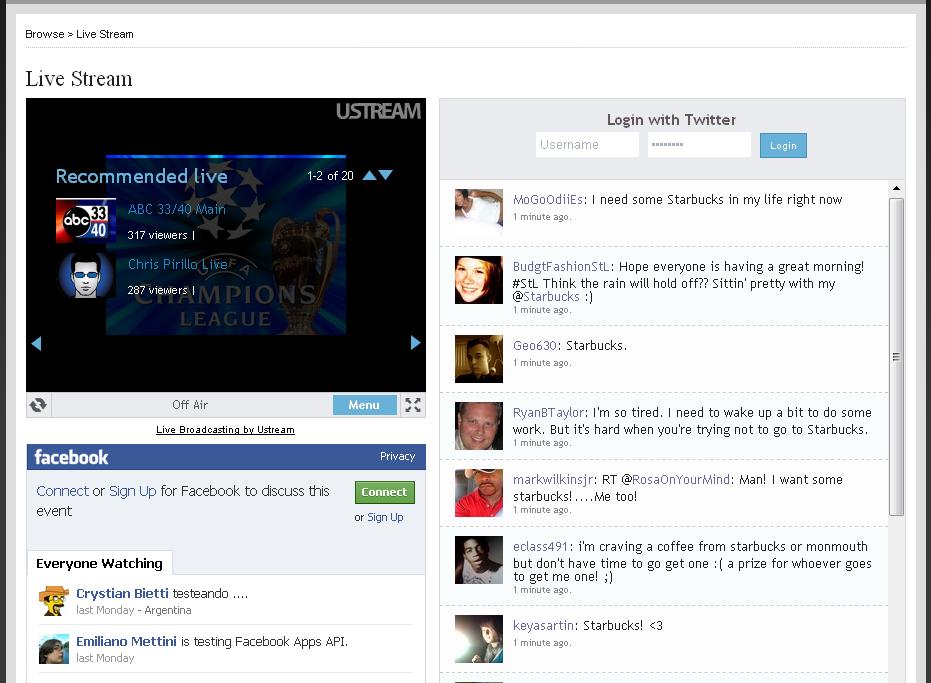 Browse > Live Stream
Live Stream
USTREAM
Recommended live
1-2 of 20
abc 33 40
ABC 33/40 Main
317 viewers |
Chris Pirillo Live
287 viewers |
UEFA
CHAMPIONS
LEAGUE
Off Air
Menu
Live Broadcasting by Ustream
facebook
Privacy
Connect or Sign Up for Facebook to discuss this
event
Connect
or Sign Up
Everyone Watching
Crystian Bietti testeando ....
last Monday - Argentina
Emiliano Mettini is testing Facebook Apps API.
last Monday
Login with Twitter
Username
••••••••
Login
MoGoOdiiEs: I need some Starbucks in my life right now
1 minute ago.
BudgtFashionStL: Hope everyone is having a great morning!
#StL Think the rain will hold off?? Sittin' pretty with my
@Starbucks :)
1 minute ago.
Geo630: Starbucks.
1 minute ago.
RyanBTaylor: I'm so tired. I need to wake up a bit to do some
work. But it's hard when you're trying not to go to Starbucks.
1 minute ago.
markwilkinsjr: RT @RosaOnYourMind: Man! I want some
starbucks!....Me too!
1 minute ago.
eclass491: i'm craving a coffee from starbucks or monmouth
but don't have time to go get one :( a prize for whoever goes
to get me one! ;)
1 minute ago.
keyasartin: Starbucks! <3
1 minute ago.